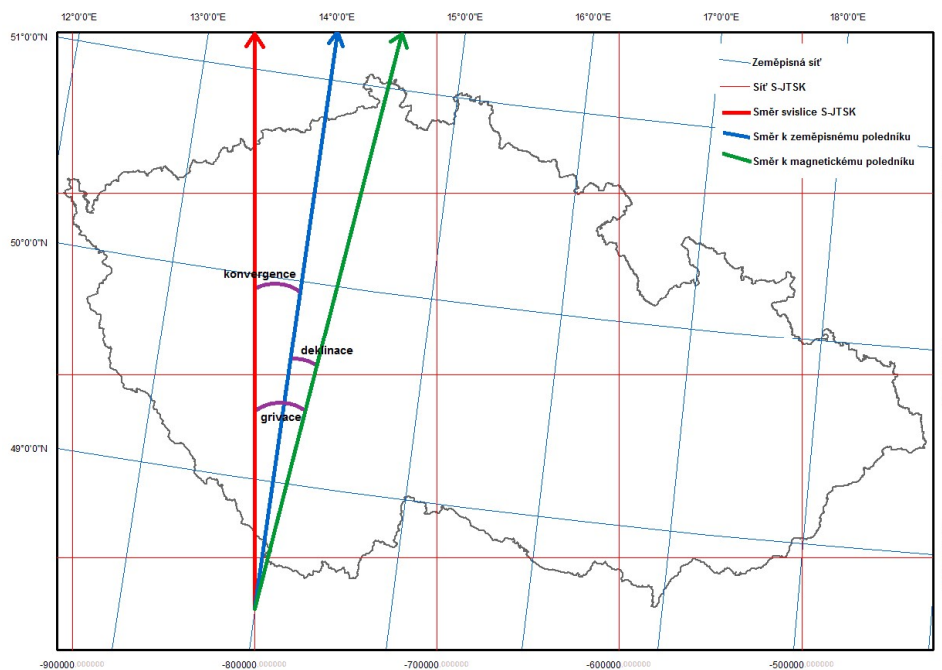 12°0'0"E 13°0'0"E 14°0'0"E 15°0'0"E 16°0'0"E 17°0'0"E 18°0'0"E
51°0'0"N
Zeměpisná síť
Síť S-JTSK
Směr svislice S-JTSK
Směr k zeměpisnému poledníku
Směr k magnetickému poledníku
50°0'0"N
konvergence
deklinace
grivace
49°0'0"N
-900000.000000 -800000.000000 -700000.000000 -600000.000000 -500000.000000